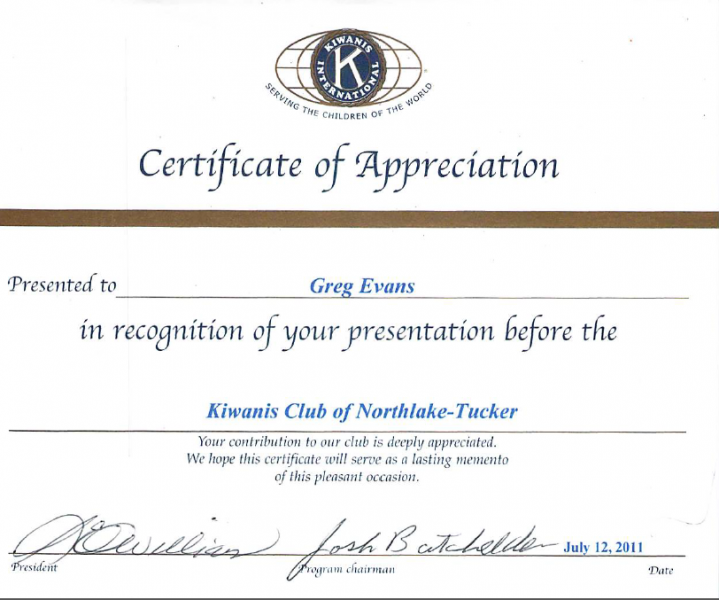 KIWANIS
K
INTERNATIONAL
®
SERVING THE CHILDREN OF THE WORLD
Certificate of Appreciation
Presented to Greg Evans
in recognition of your presentation before the
Kiwanis Club of Northlake-Tucker
Your contribution to our club is deeply appreciated.
We hope this certificate will serve as a lasting memento
of this pleasant occasion.
Josh Batchelder July 12, 2011
President Program chairman Date